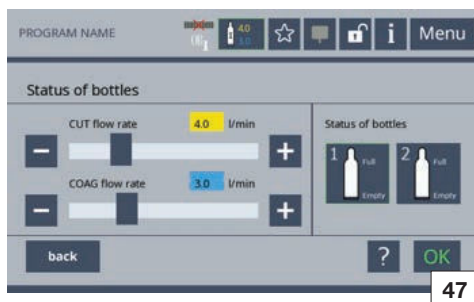 PROGRAM NAME
1 4.0
3.0
i Menu
Status of bottles
CUT flow rate 4.0 l/min
Status of bottles
1 Full Empty
2 Full Empty
COAG flow rate 3.0 l/min
back
? OK
47